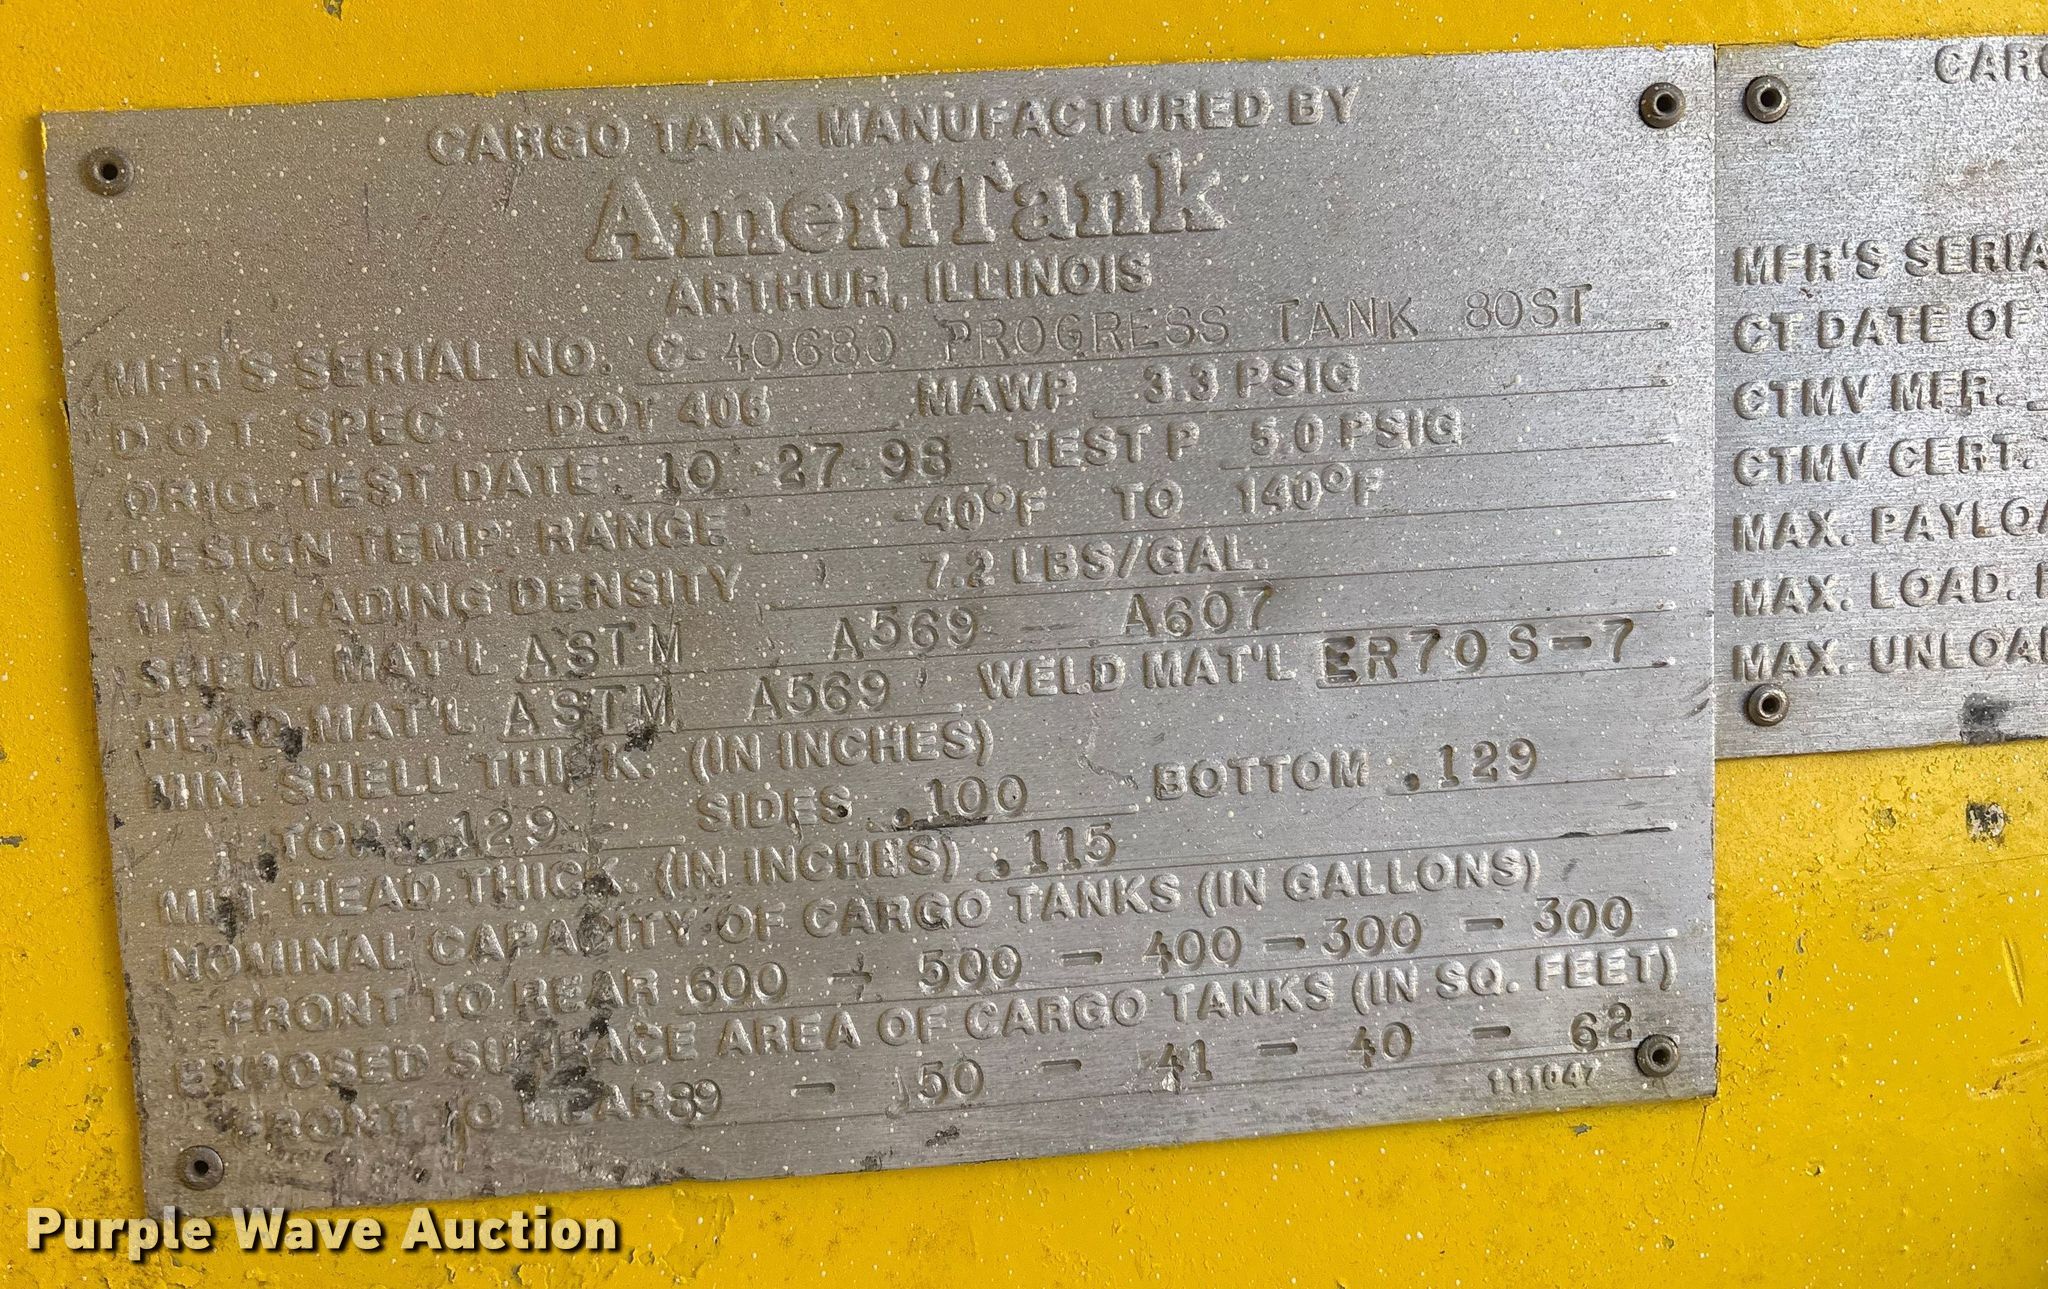 CARGO TANK MANUFACTURED BY
AmeriTank
ARTHUR, ILLINOIS
MFR'S SERIAL NO. C-40680 PROGRESS TANK 80ST
D.O.T. SPEC. DOT 406 MAWP 3.3 PSIG
ORIG. TEST DATE 10-27-98 TEST P 5.0 PSIG
DESIGN TEMP. RANGE -40°F TO 140°F
MAX. LADING DENSITY 7.2 LBS/GAL.
SHELL MAT'L ASTM A569 - A607
HEAD MAT'L ASTM A569 WELD MAT'L ER70S-7
MIN. SHELL THICK. (IN INCHES)
TOP .129 SIDES .100 BOTTOM .129
MIN. HEAD THICK. (IN INCHES) .115
NOMINAL CAPACITY OF CARGO TANKS (IN GALLONS)
FRONT TO REAR 600 - 500 - 400 - 300 - 300
EXPOSED SURFACE AREA OF CARGO TANKS (IN SQ. FEET)
FRONT TO REAR 89 - 50 - 41 - 40 - 62
111047
CARG
MFR'S SERIA
CT DATE OF
CTMV MFR.
CTMV CERT.
MAX. PAYLOA
MAX. LOAD.
MAX. UNLOA
Purple Wave Auction